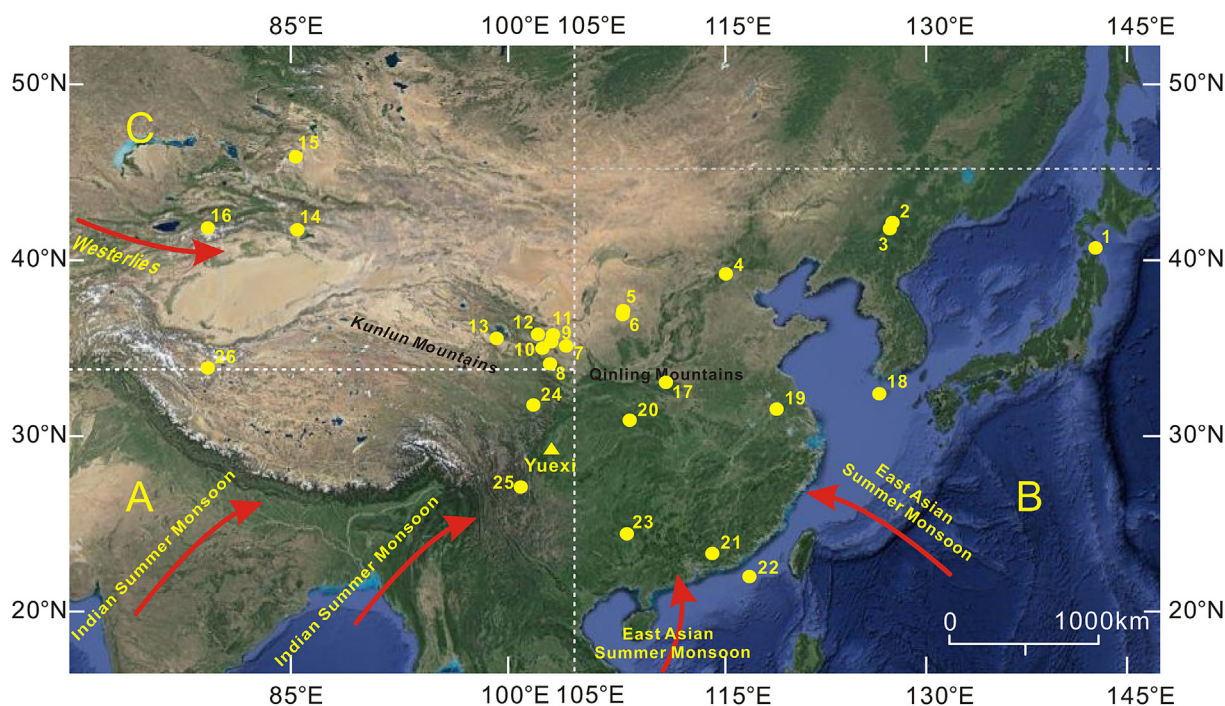 85°E 100°E 105°E 115°E 130°E 145°E
50°N 50°N
C
15
16 14
2
3
1
Westerlies
40°N 40°N
4
5
6
Kunlun Mountains
13 12 11
9
10 7
8
26
Qinling Mountains
17
18
24
19
20
30°N 30°N
Yuexi
25
A
Indian Summer Monsoon
Indian Summer Monsoon
East Asian
Summer Monsoon
B
23
21
22
20°N 20°N
East Asian
Summer Monsoon
0 1000km
85°E 100°E 105°E 115°E 130°E 145°E